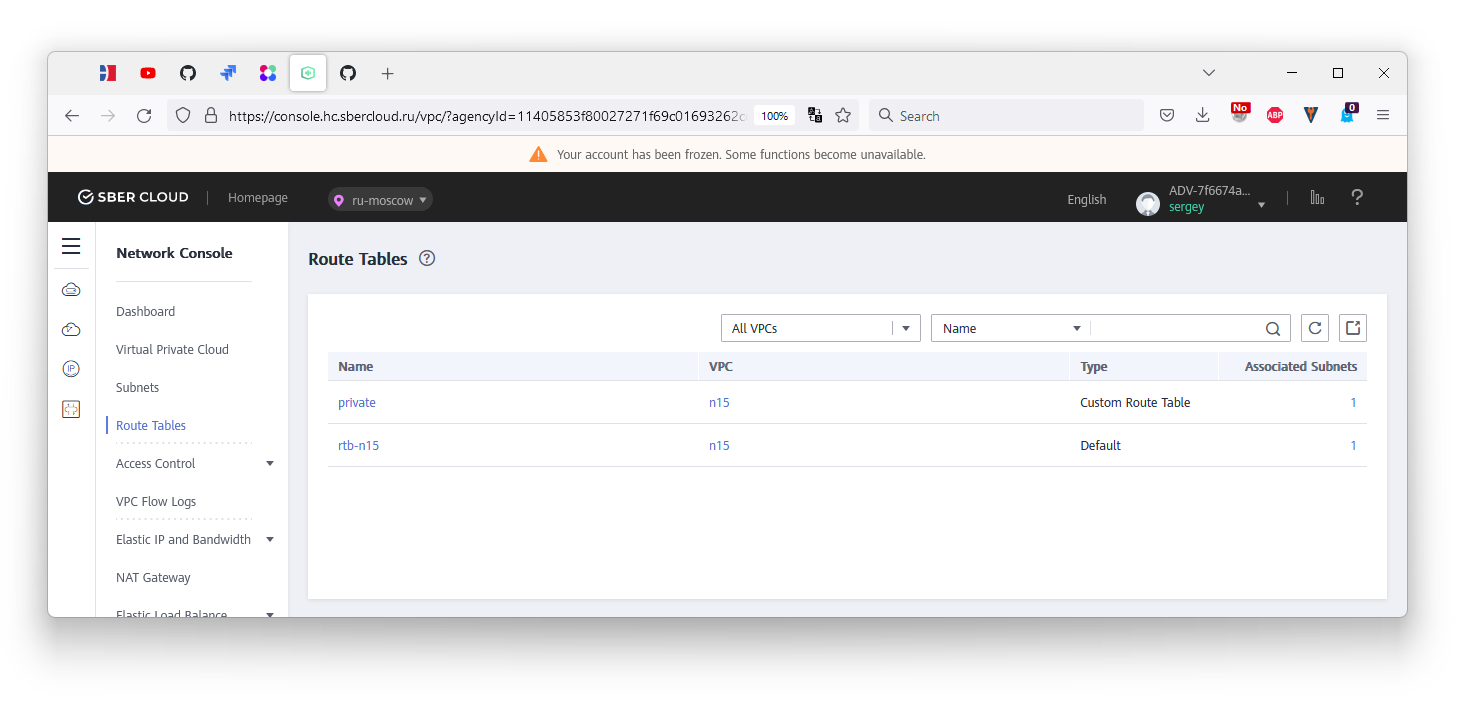 https://console.hc.sbercloud.ru/vpc/?agencyId=11405853f80027271f69c01693262c
100%
Search
No
ABP
0
Your account has been frozen. Some functions become unavailable.
SBER CLOUD
Homepage
ru-moscow
English
ADV-7f6674a...
sergey
?
Network Console
Dashboard
Virtual Private Cloud
Subnets
Route Tables
Access Control
VPC Flow Logs
Elastic IP and Bandwidth
NAT Gateway
Elastic Load Balance
IP
Route Tables ?
All VPCs
Name
Name VPC Type Associated Subnets
private n15 Custom Route Table 1
rtb-n15 n15 Default 1